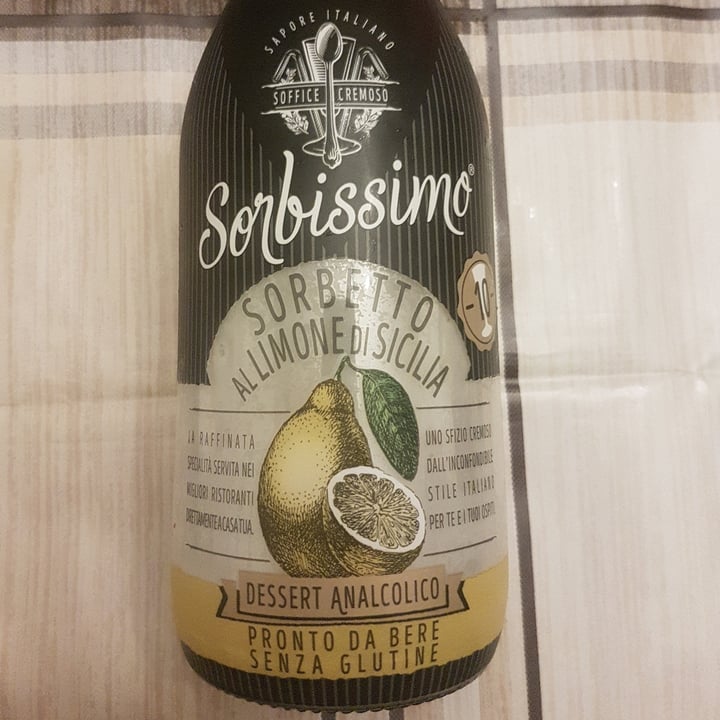 SAPORE ITALIANO
SOFFICE CREMOSO
Sorbissimo®
-10-
SORBETTO
AL LIMONE DI SICILIA
LA RAFFINATA
SPECIALITÀ SERVITA NEI
MIGLIORI RISTORANTI
DIRETTAMENTE A CASA TUA.
UNO SFIZIO CREMOSO
DALL'INCONFONDIBILE
STILE ITALIANO
PER TE E I TUOI OSPITI.
DESSERT ANALCOLICO
PRONTO DA BERE
SENZA GLUTINE